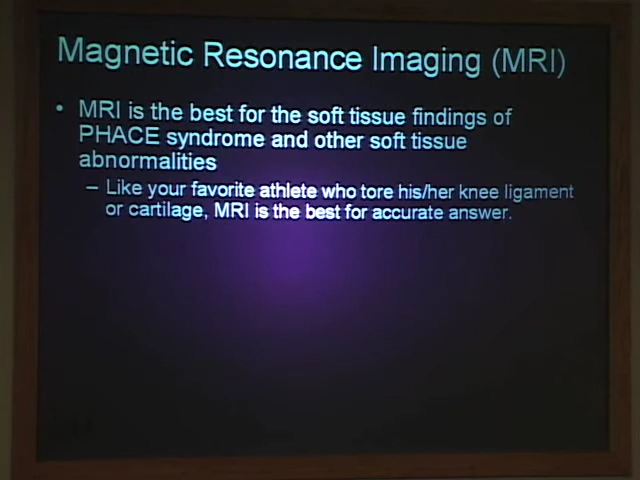 Magnetic Resonance Imaging (MRI)
• MRI is the best for the soft tissue findings of
PHACE syndrome and other soft tissue
abnormalities
– Like your favorite athlete who tore his/her knee ligament
or cartilage, MRI is the best for accurate answer.